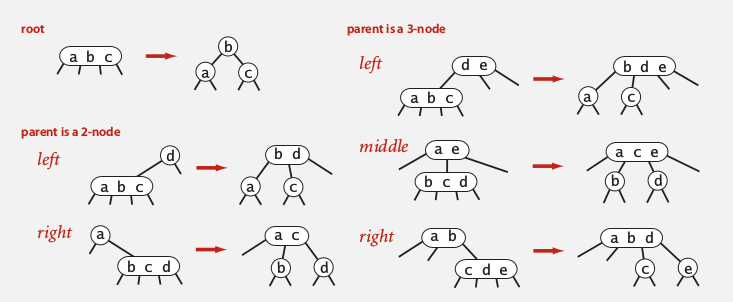 root
a b c
b
a c
parent is a 2-node
left
d
a b c
b d
a c
right
a
b c d
a c
b d
parent is a 3-node
left
d e
a b c
b d e
a c
middle
a e
b c d
a c e
b d
right
a b
c d e
a b d
c e